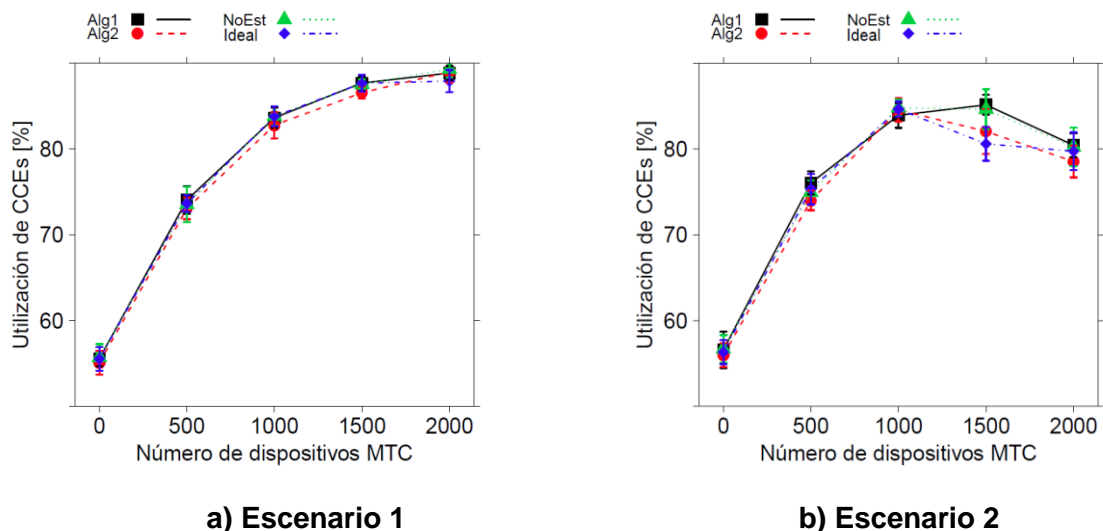 Alg1 NoEst
Alg2 Ideal
Utilización de CCEs [%]
80
70
60
0 500 1000 1500 2000
Número de dispositivos MTC
a) Escenario 1
Alg1 NoEst
Alg2 Ideal
Utilización de CCEs [%]
80
70
60
0 500 1000 1500 2000
Número de dispositivos MTC
b) Escenario 2